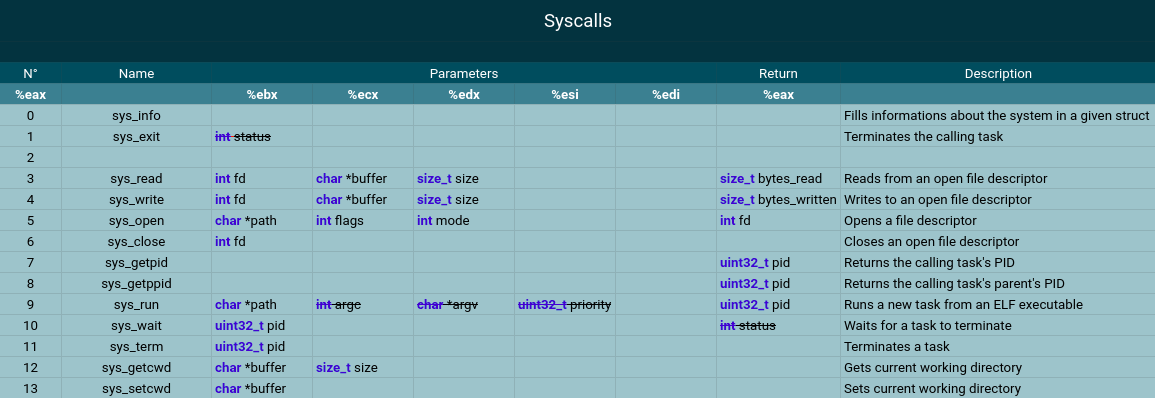 Syscalls
N° Name Parameters Return Description
%eax %ebx %ecx %edx %esi %edi %eax
0 sys_info Fills informations about the system in a given struct
1 sys_exit int status Terminates the calling task
2
3 sys_read int fd char *buffer size_t size size_t bytes_read Reads from an open file descriptor
4 sys_write int fd char *buffer size_t size size_t bytes_written Writes to an open file descriptor
5 sys_open char *path int flags int mode int fd Opens a file descriptor
6 sys_close int fd Closes an open file descriptor
7 sys_getpid uint32_t pid Returns the calling task's PID
8 sys_getppid uint32_t pid Returns the calling task's parent's PID
9 sys_run char *path int argc char *argv uint32_t priority uint32_t pid Runs a new task from an ELF executable
10 sys_wait uint32_t pid int status Waits for a task to terminate
11 sys_term uint32_t pid Terminates a task
12 sys_getcwd char *buffer size_t size Gets current working directory
13 sys_setcwd char *buffer Sets current working directory